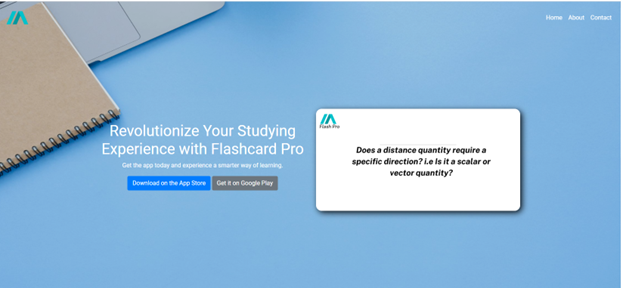 Home About Contact
Revolutionize Your Studying
Experience with Flashcard Pro
Get the app today and experience a smarter way of learning.
Download on the App Store Get it on Google Play
Flash Pro
Does a distance quantity require a
specific direction? i.e Is it a scalar or
vector quantity?